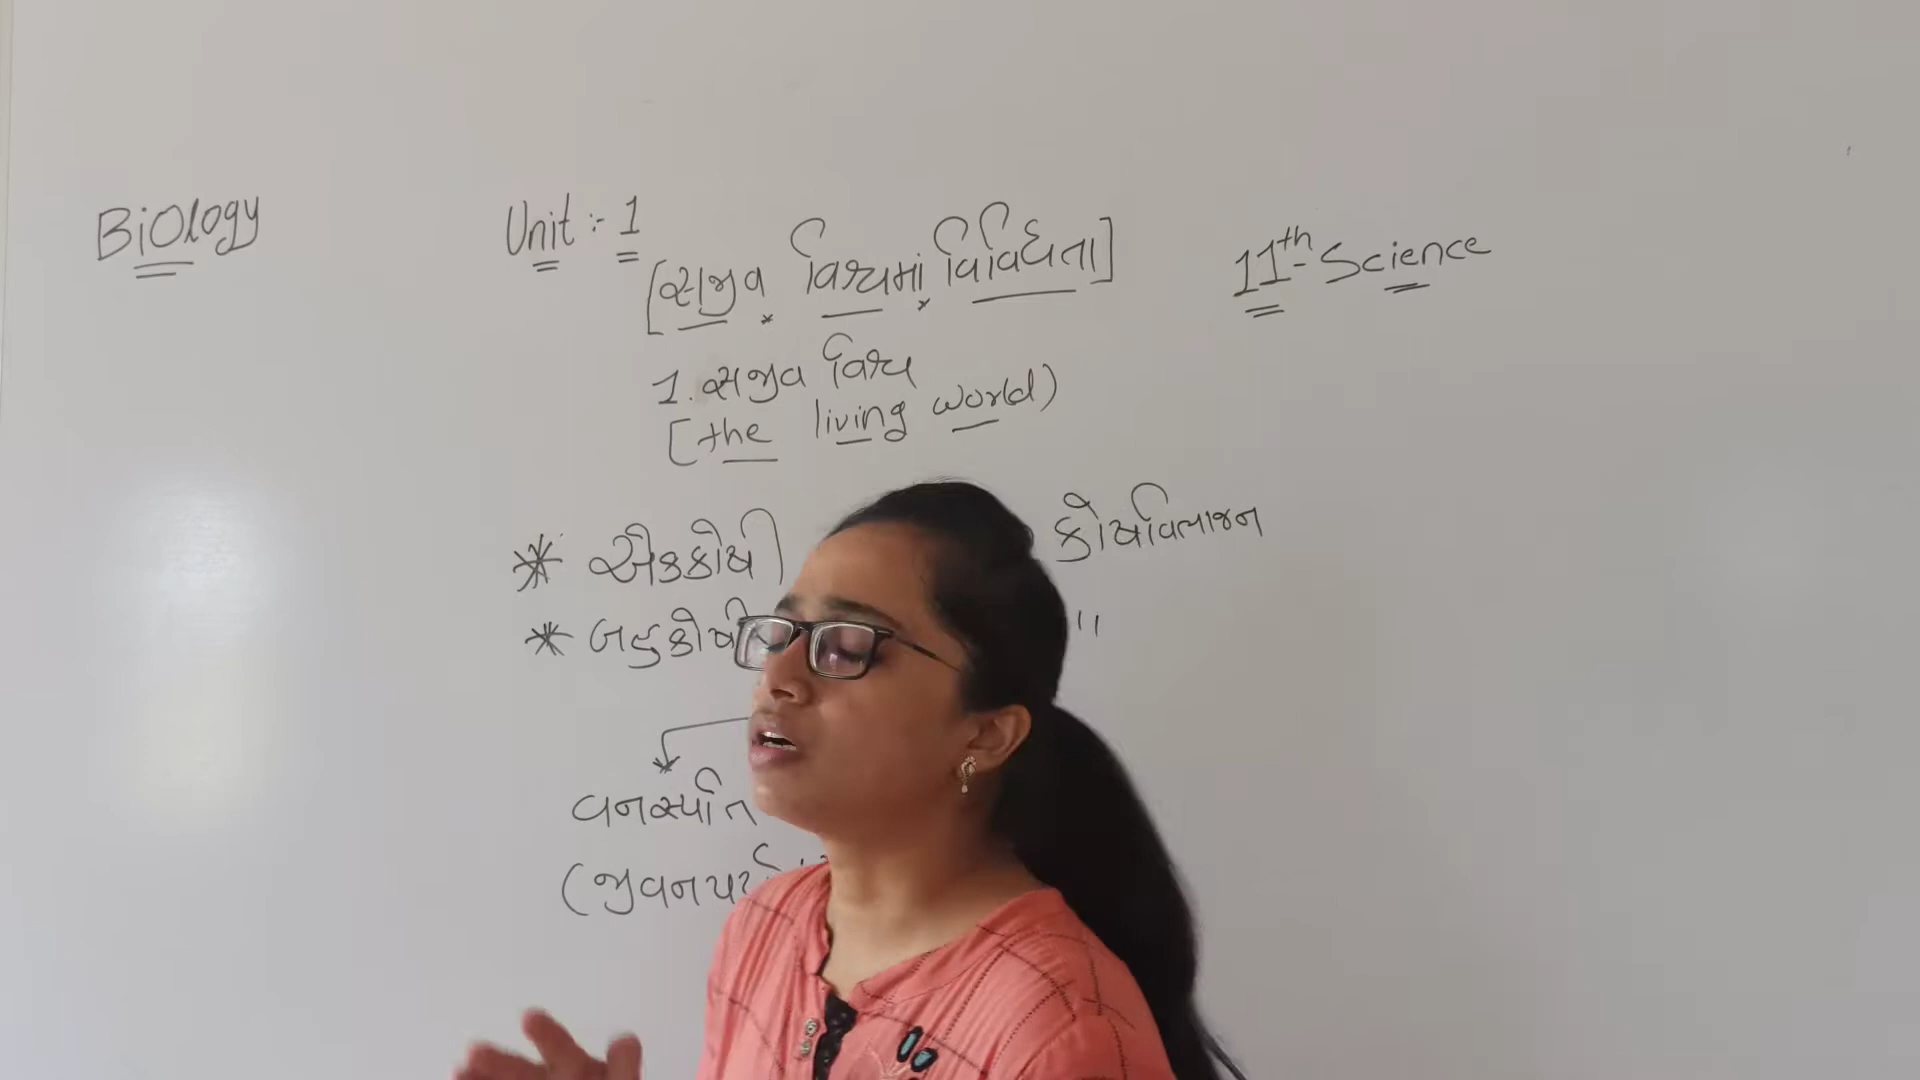 Biology
Unit :- 1
[સજીવ વિશ્વમાં વિવિધતા]
11th Science
1. સજીવ વિશ્વ
[the living world)
* એકકોષી કોષવિભાજન
* બહુકોષી "
વનસ્પતિ